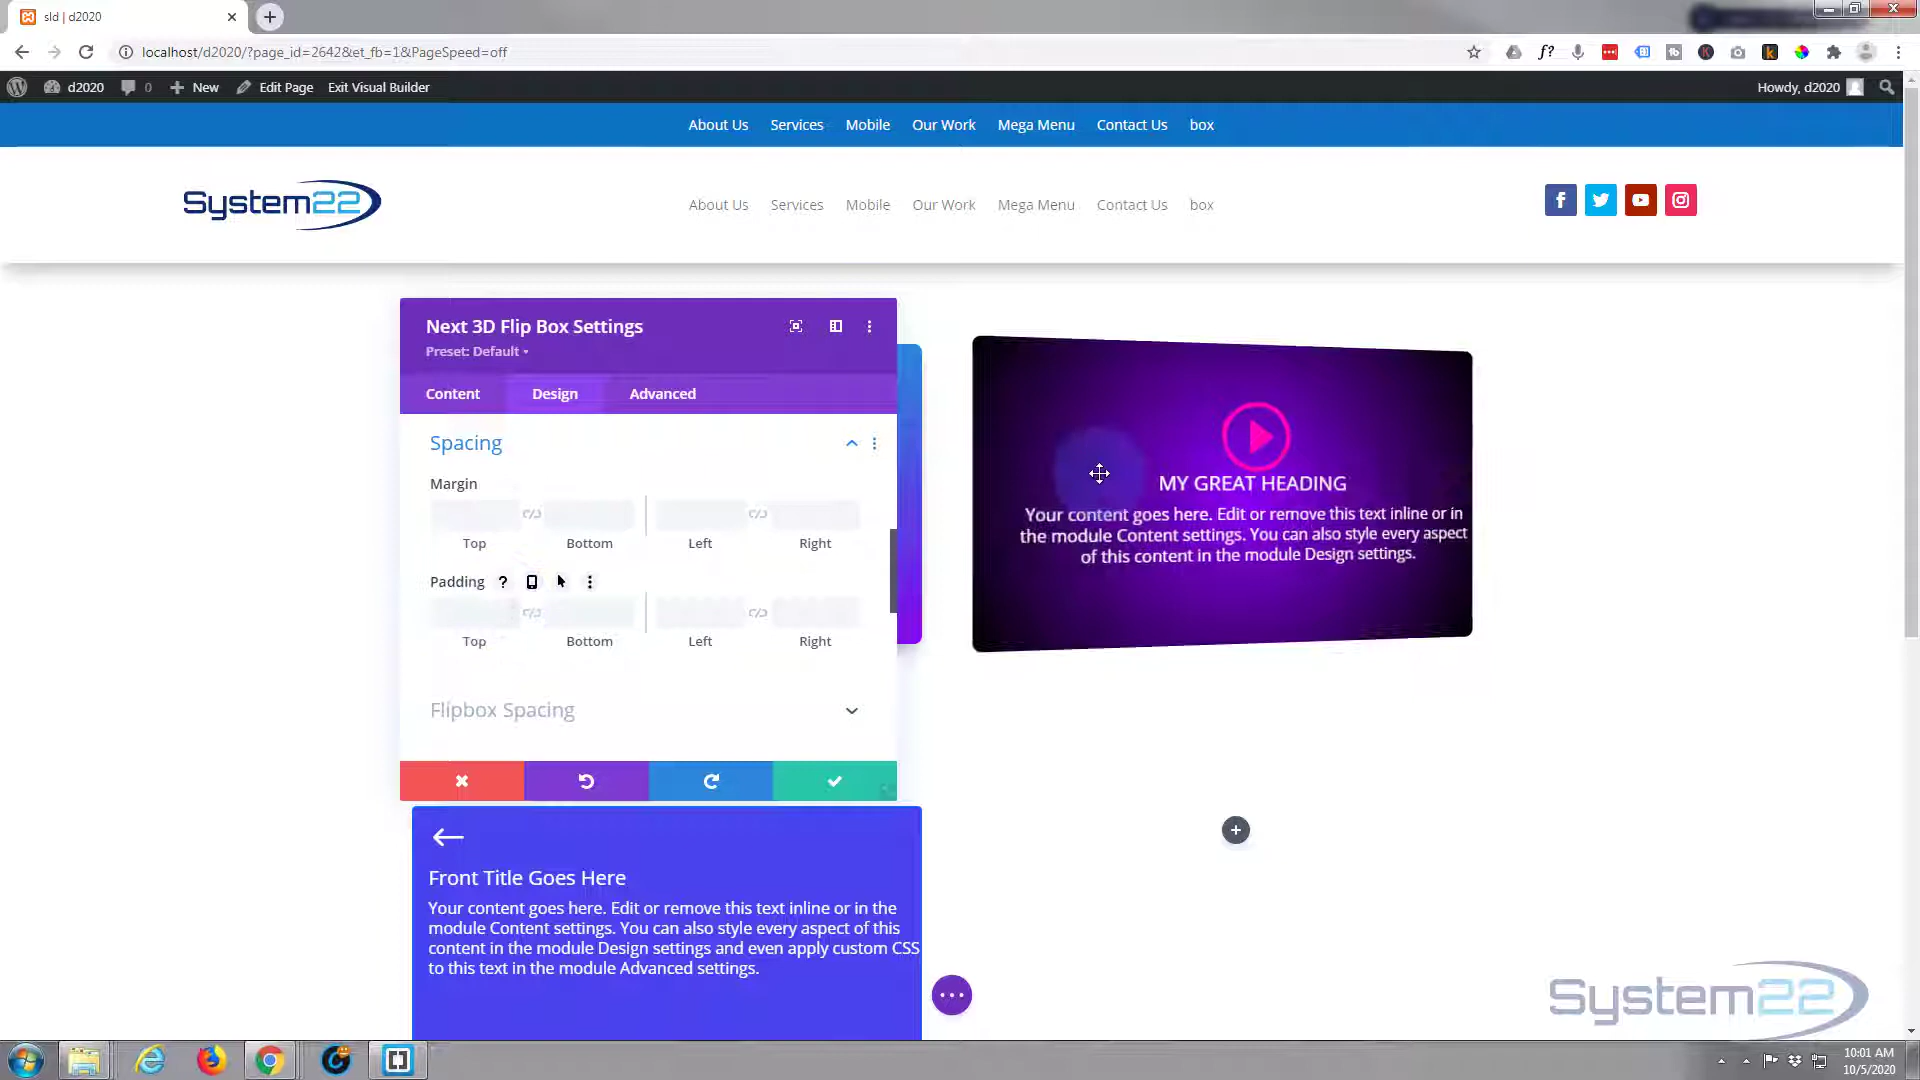 sld | d2020
localhost/d2020/?page_id=2642&et_fb=1&PageSpeed=off
f?
d2020 0 New Edit Page Exit Visual Builder Howdy, d2020
About Us Services Mobile Our Work Mega Menu Contact Us box
System22 About Us Services Mobile Our Work Mega Menu Contact Us box
Next 3D Flip Box Settings
Preset: Default
Content Design Advanced
Spacing
Margin
Top Bottom Left Right
Padding ?
Top Bottom Left Right
Flipbox Spacing
MY GREAT HEADING
Your content goes here. Edit or remove this text inline or in
the module Content settings. You can also style every aspect
of this content in the module Design settings.
Front Title Goes Here
Your content goes here. Edit or remove this text inline or in the
module Content settings. You can also style every aspect of this
content in the module Design settings and even apply custom CSS
to this text in the module Advanced settings.
System22
10:01 AM
10/5/2020